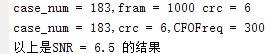 case_num = 183,fram = 1000 crc = 6
case_num = 183,crc = 6,CFOFreq = 300
以上是SNR = 6.5 的结果